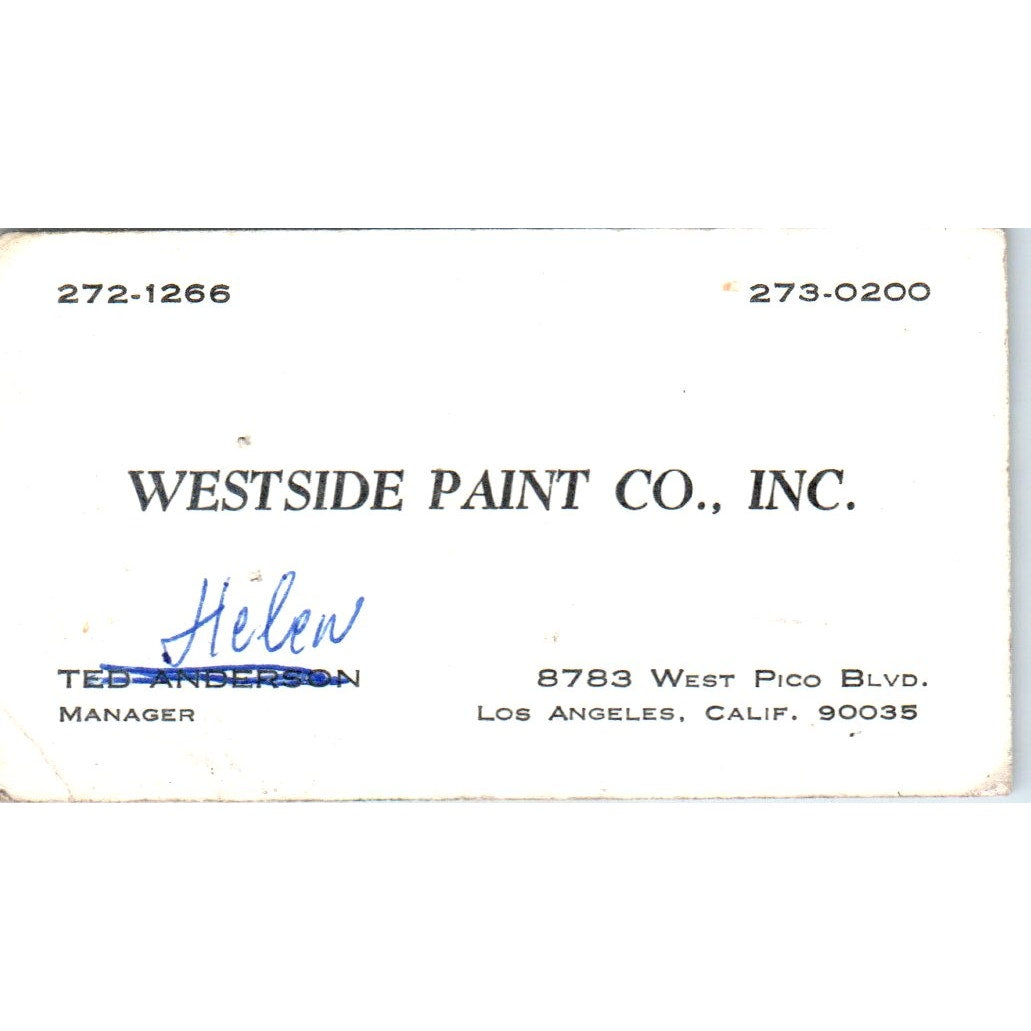 272-1266 273-0200
WESTSIDE PAINT CO., INC.
Helen
TED ANDERSON 8783 WEST PICO BLVD.
MANAGER LOS ANGELES, CALIF. 90035